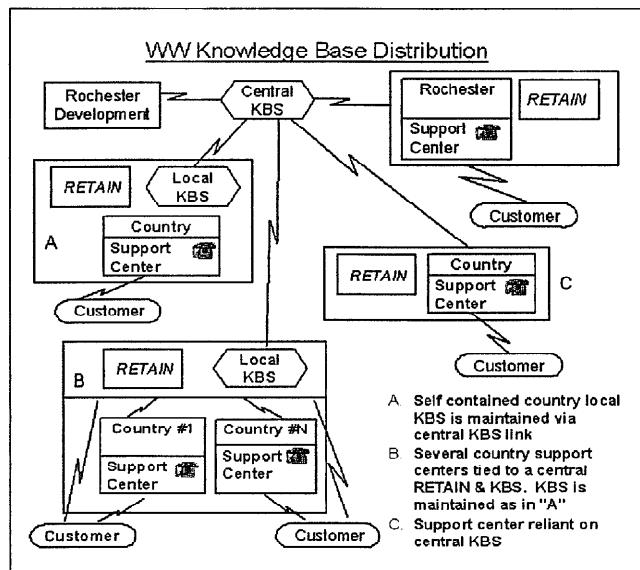 WW Knowledge Base Distribution
Rochester
Development
Central
KBS
Rochester
Support
Center
RETAIN
Customer
RETAIN
Local
KBS
Country
Support
Center
A
Customer
RETAIN
Country
Support
Center
C
Customer
B
RETAIN
Local
KBS
Country #1
Support
Center
Country #N
Support
Center
Customer
Customer
A. Self contained country local
KBS is maintained via
central KBS link
B. Several country support
centers tied to a central
RETAIN & KBS. KBS is
maintained as in "A"
C. Support center reliant on
central KBS